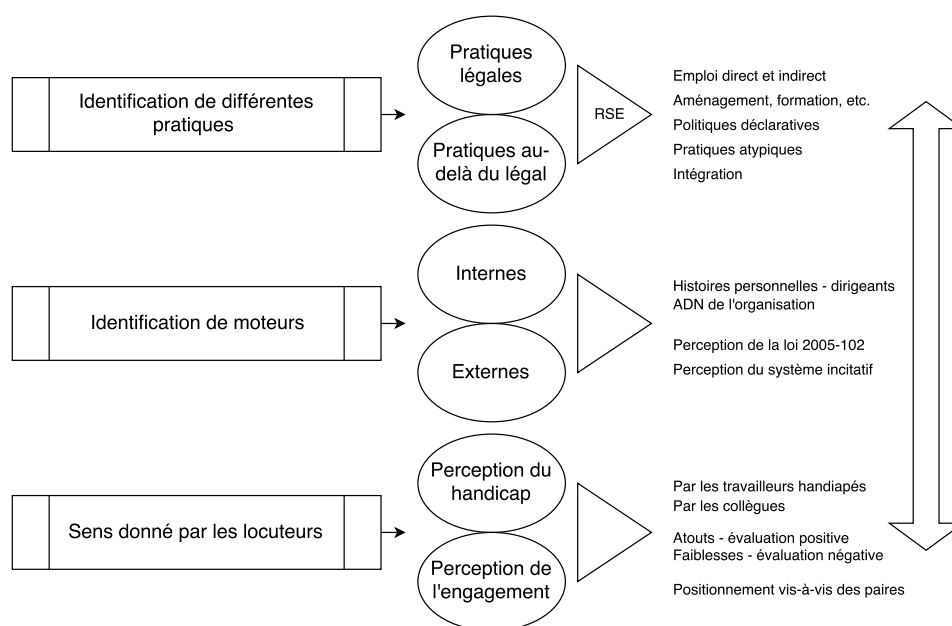 Identification de différentes
pratiques
Pratiques
légales
Pratiques au-
delà du légal
RSE
Emploi direct et indirect
Aménagement, formation, etc.
Politiques déclaratives
Pratiques atypiques
Intégration
Identification de moteurs
Internes
Externes
Histoires personnelles - dirigeants
ADN de l'organisation
Perception de la loi 2005-102
Perception du système incitatif
Sens donné par les locuteurs
Perception du
handicap
Perception de
l'engagement
Par les travailleurs handiapés
Par les collègues
Atouts - évaluation positive
Faiblesses - évaluation négative
Positionnement vis-à-vis des paires